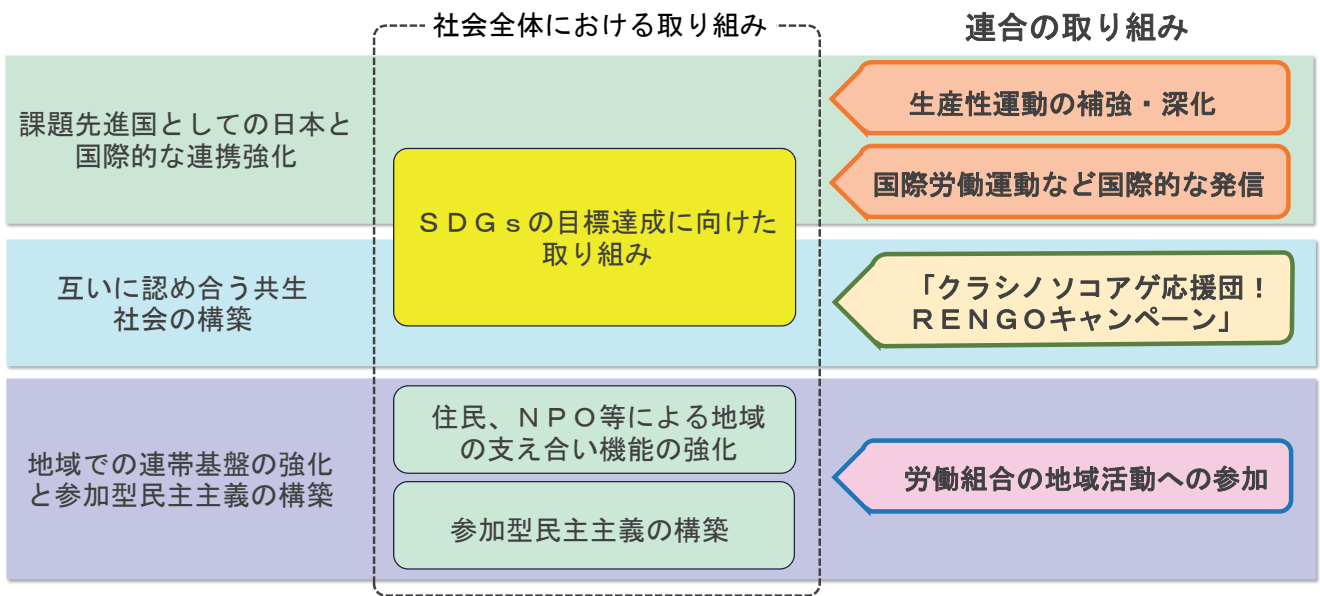 社会全体における取り組み
連合の取り組み
課題先進国としての日本と
国際的な連携強化
生産性運動の補強・深化
国際労働運動など国際的な発信
ＳＤＧｓの目標達成に向けた
取り組み
互いに認め合う共生
社会の構築
「クラシノソコアゲ応援団！
ＲＥＮＧＯキャンペーン」
地域での連帯基盤の強化
と参加型民主主義の構築
住民、ＮＰＯ等による地域
の支え合い機能の強化
参加型民主主義の構築
労働組合の地域活動への参加